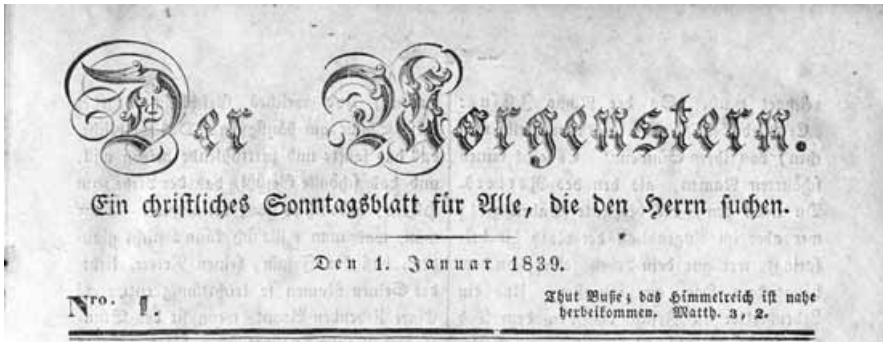 Der Morgenstern.
Ein christliches Sonntagsblatt für Alle, die den Herrn suchen.
Den 1. Januar 1839.
Nro. 1.
Thut Buße; das Himmelreich ist nahe
herbeikommen. Matth. 3, 2.